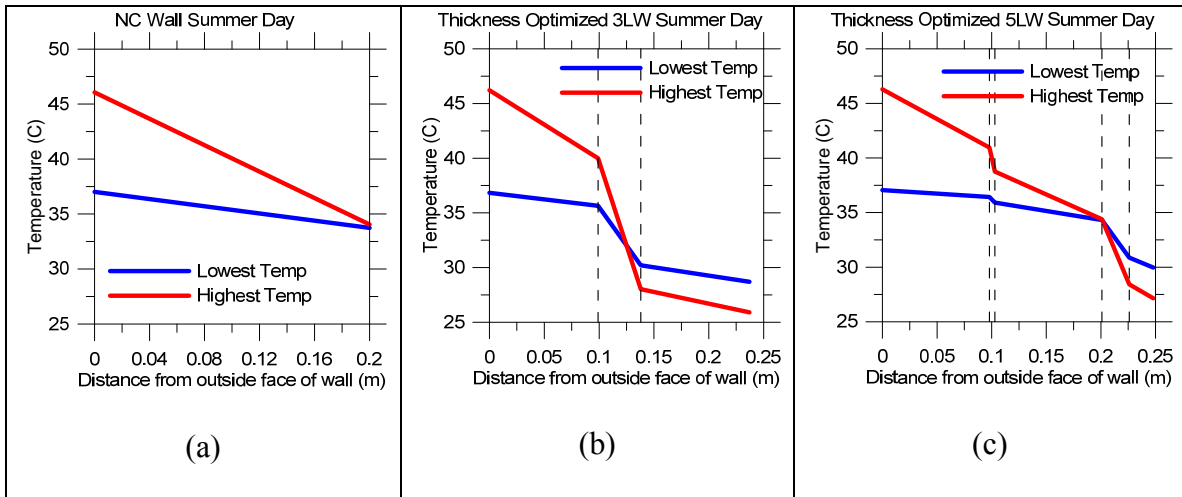 NC Wall Summer Day
50
45
40
35
30
25
Temperature (C)
Lowest Temp
Highest Temp
0 0.04 0.08 0.12 0.16 0.2
Distance from outside face of wall (m)
(a)
Thickness Optimized 3LW Summer Day
50
45
40
35
30
25
Temperature (C)
Lowest Temp
Highest Temp
0 0.05 0.1 0.15 0.2 0.25
Distance from outside face of wall (m)
(b)
Thickness Optimized 5LW Summer Day
50
45
40
35
30
25
Temperature (C)
Lowest Temp
Highest Temp
0 0.05 0.1 0.15 0.2 0.25
Distance from outside face of wall (m)
(c)